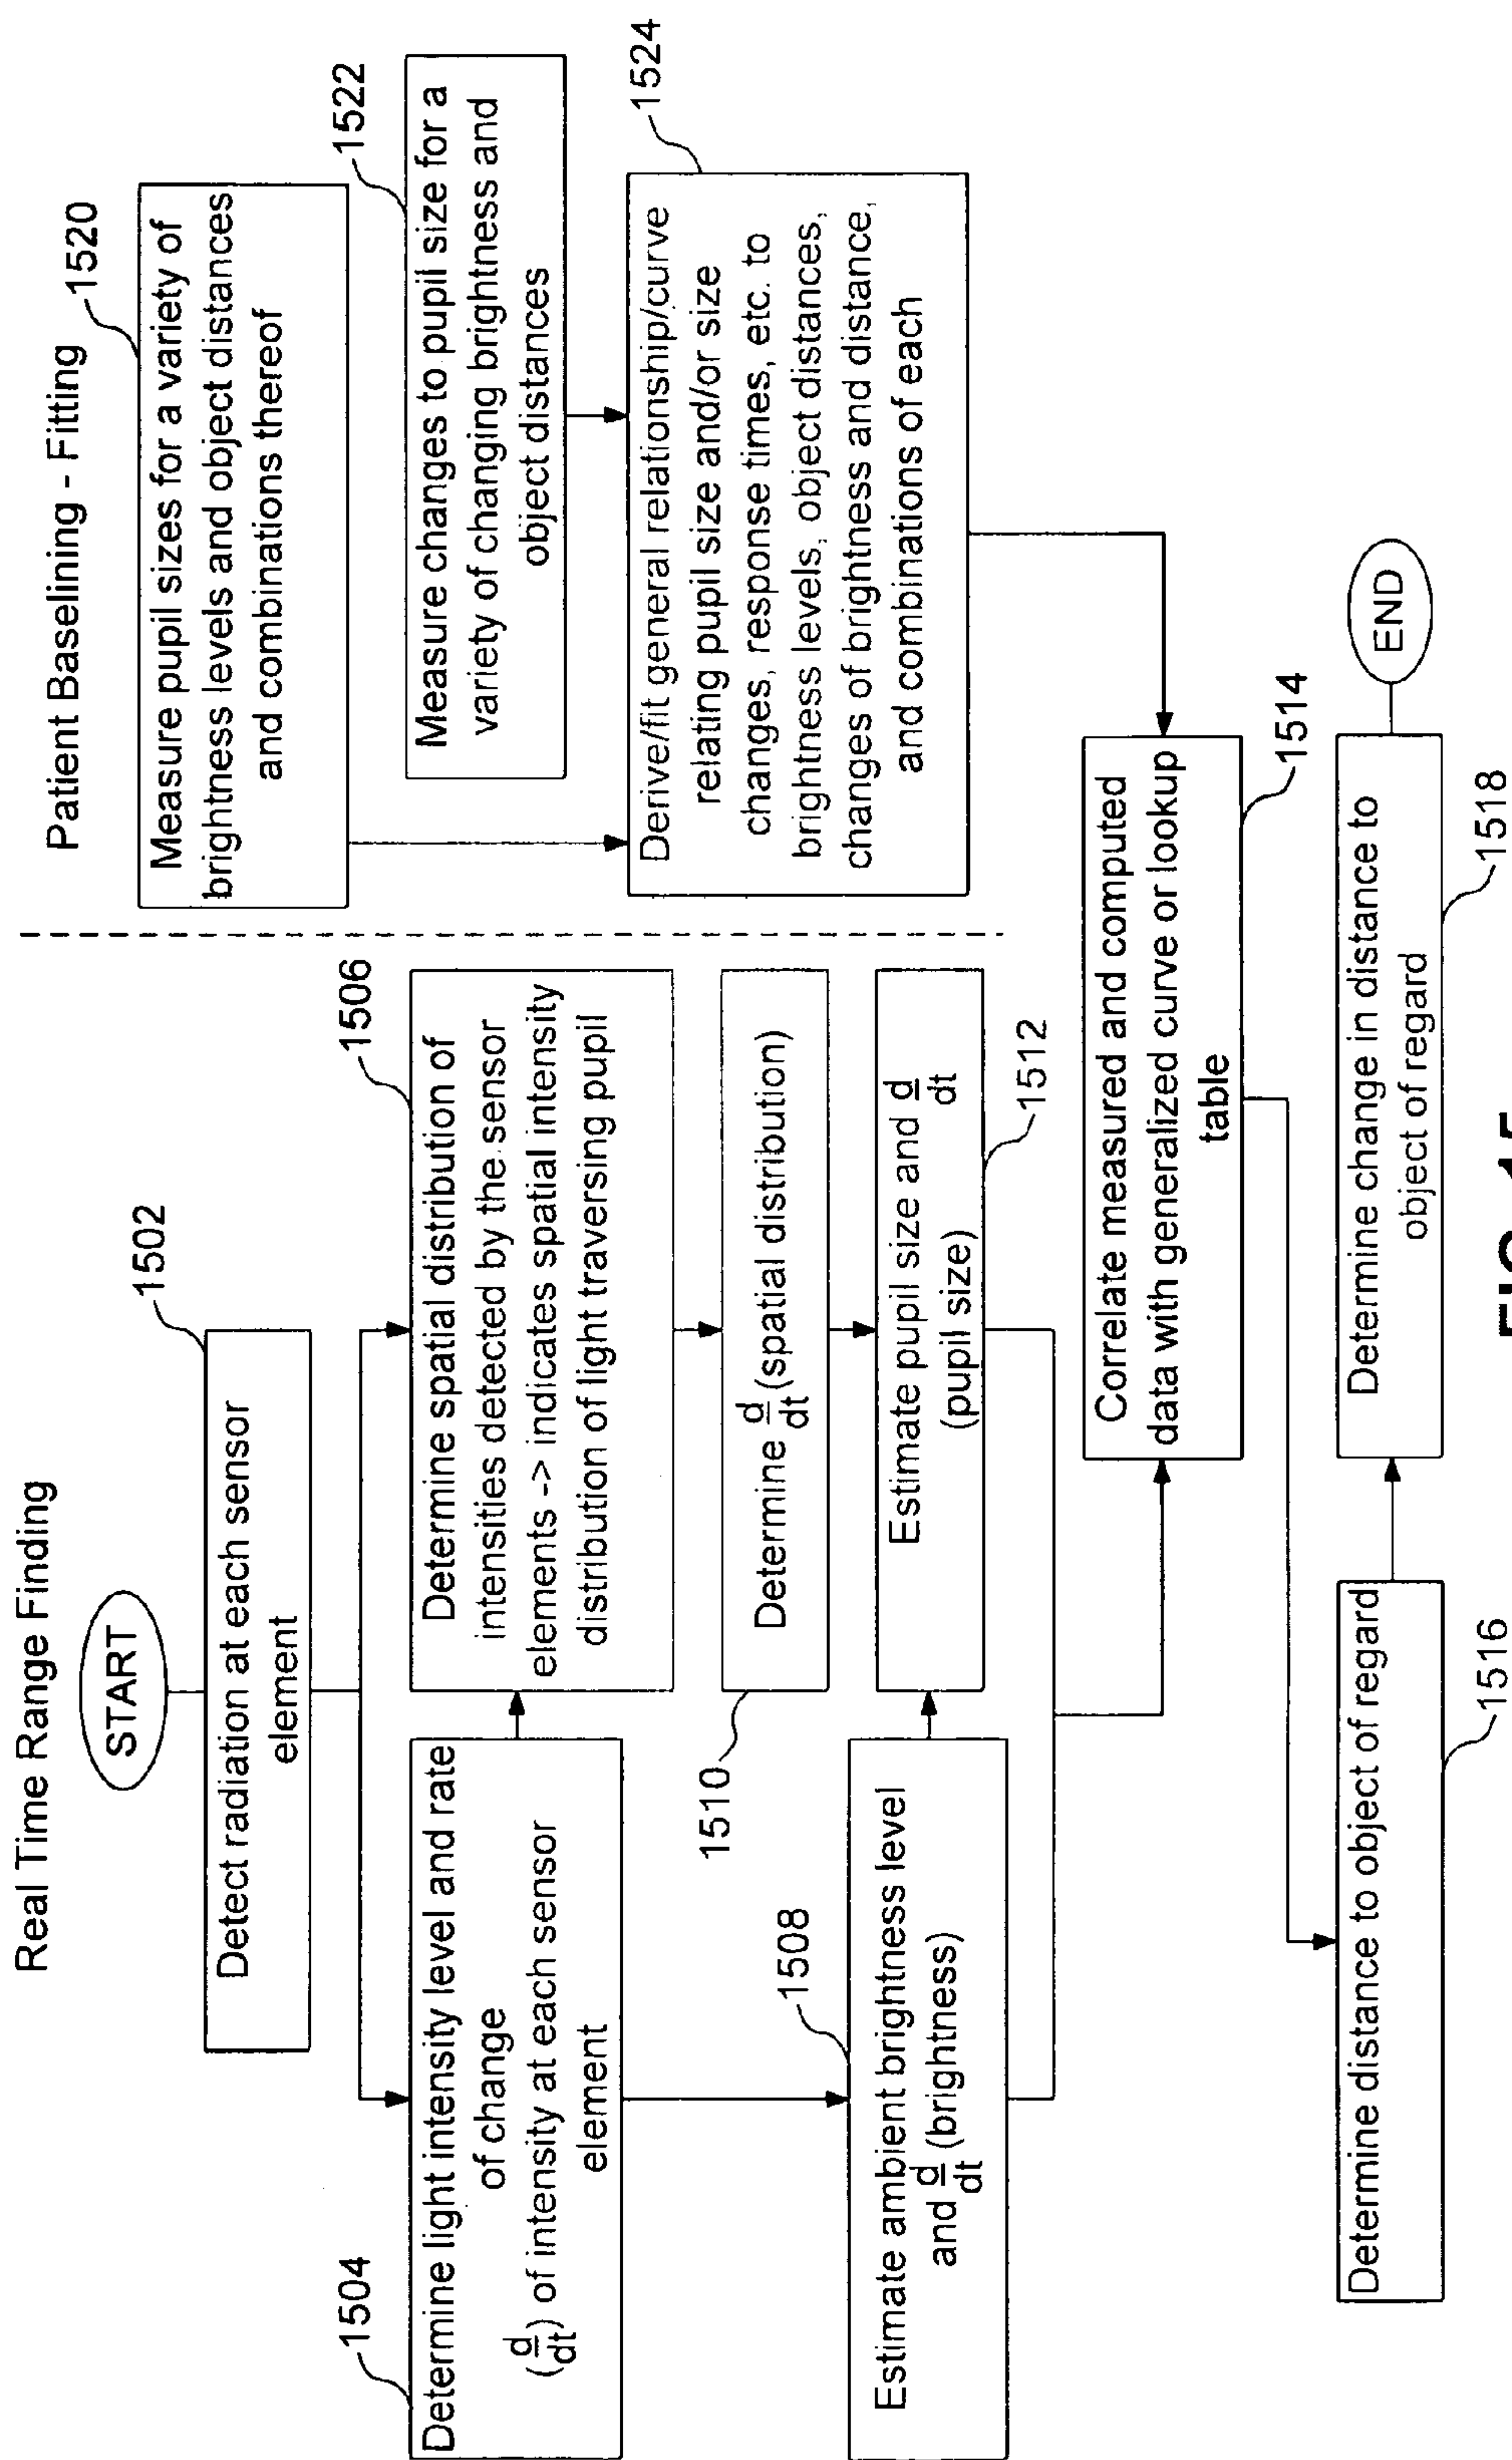 Real Time Range Finding
START
1502
Detect radiation at each sensor
element
1504
Determine light intensity level and rate
of change
(d/dt) of intensity at each sensor
element
1506
Determine spatial distribution of
intensities detected by the sensor
elements -> indicates spatial intensity
distribution of light traversing pupil
1510
Determine d/dt (spatial distribution)
1508
Estimate ambient brightness level
and d/dt (brightness)
Estimate pupil size and d/dt
(pupil size)
1512
Patient Baselining - Fitting
1520
Measure pupil sizes for a variety of
brightness levels and object distances
and combinations thereof
1522
Measure changes to pupil size for a
variety of changing brightness and
object distances
1524
Derive/fit general relationship/curve
relating pupil size and/or size
changes, response times, etc. to
brightness levels, object distances,
changes of brightness and distance,
and combinations of each
Correlate measured and computed
data with generalized curve or lookup
table
1514
Determine distance to object of regard
1516
Determine change in distance to
object of regard
1518
END